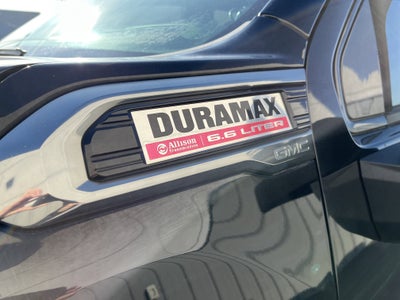 DURAMAX
Allison Transmission 6.6 LITER
GMC